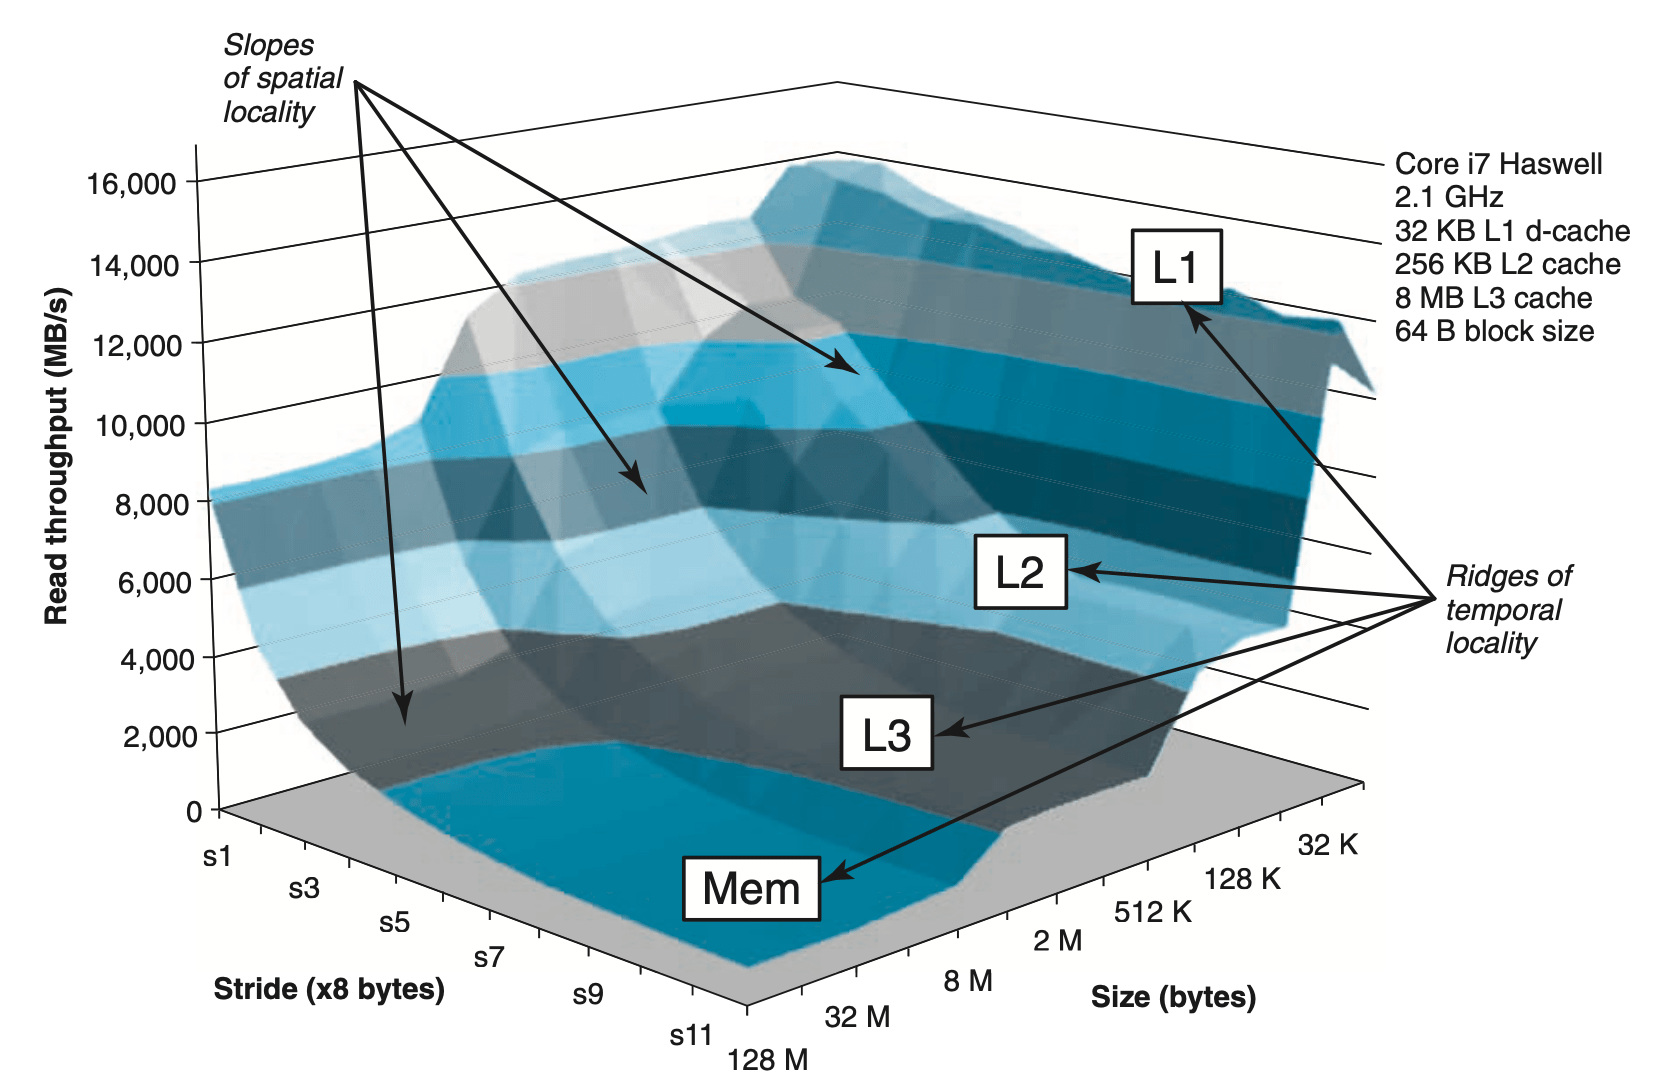 Slopes
of spatial
locality
16,000
14,000
12,000
10,000
8,000
6,000
4,000
2,000
0
Read throughput (MB/s)
Core i7 Haswell
2.1 GHz
32 KB L1 d-cache
256 KB L2 cache
8 MB L3 cache
64 B block size
L1
L2
L3
Mem
Ridges of
temporal
locality
s1
s3
s5
s7
s9
s11
Stride (x8 bytes)
128 M
32 M
8 M
2 M
512 K
128 K
32 K
Size (bytes)